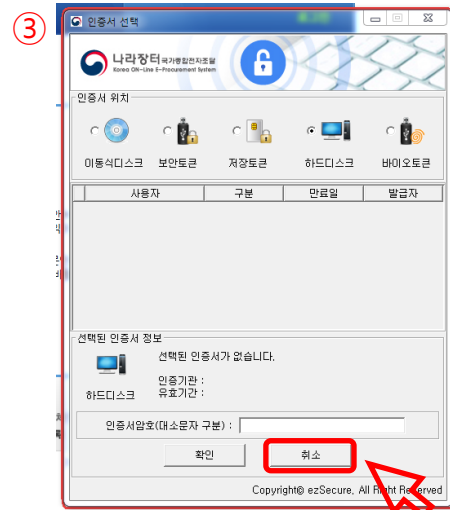 ③
인증서 선택
나라장터 국가종합전자조달
Korea ON-Line E-Procurement System
인증서 위치
이동식디스크 보안토큰 저장토큰 하드디스크 바이오토큰
사용자 구분 만료일 발급자
선택된 인증서 정보
선택된 인증서가 없습니다.
인증기관 :
하드디스크 유효기간 :
인증서암호(대소문자 구분) :
확인 취소
Copyright© ezSecure, All Right Reserved